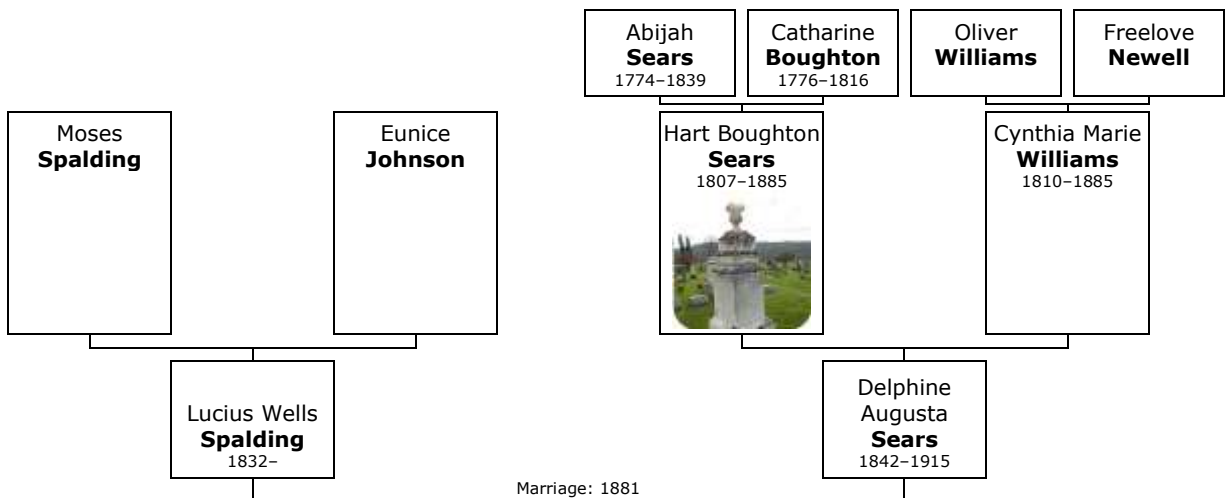 Abijah
Sears
1774–1839
Catharine
Boughton
1776–1816
Oliver
Williams
Freelove
Newell
Moses
Spalding
Eunice
Johnson
Hart Boughton
Sears
1807–1885
Cynthia Marie
Williams
1810–1885
Lucius Wells
Spalding
1832–
Delphine
Augusta
Sears
1842–1915
Marriage: 1881